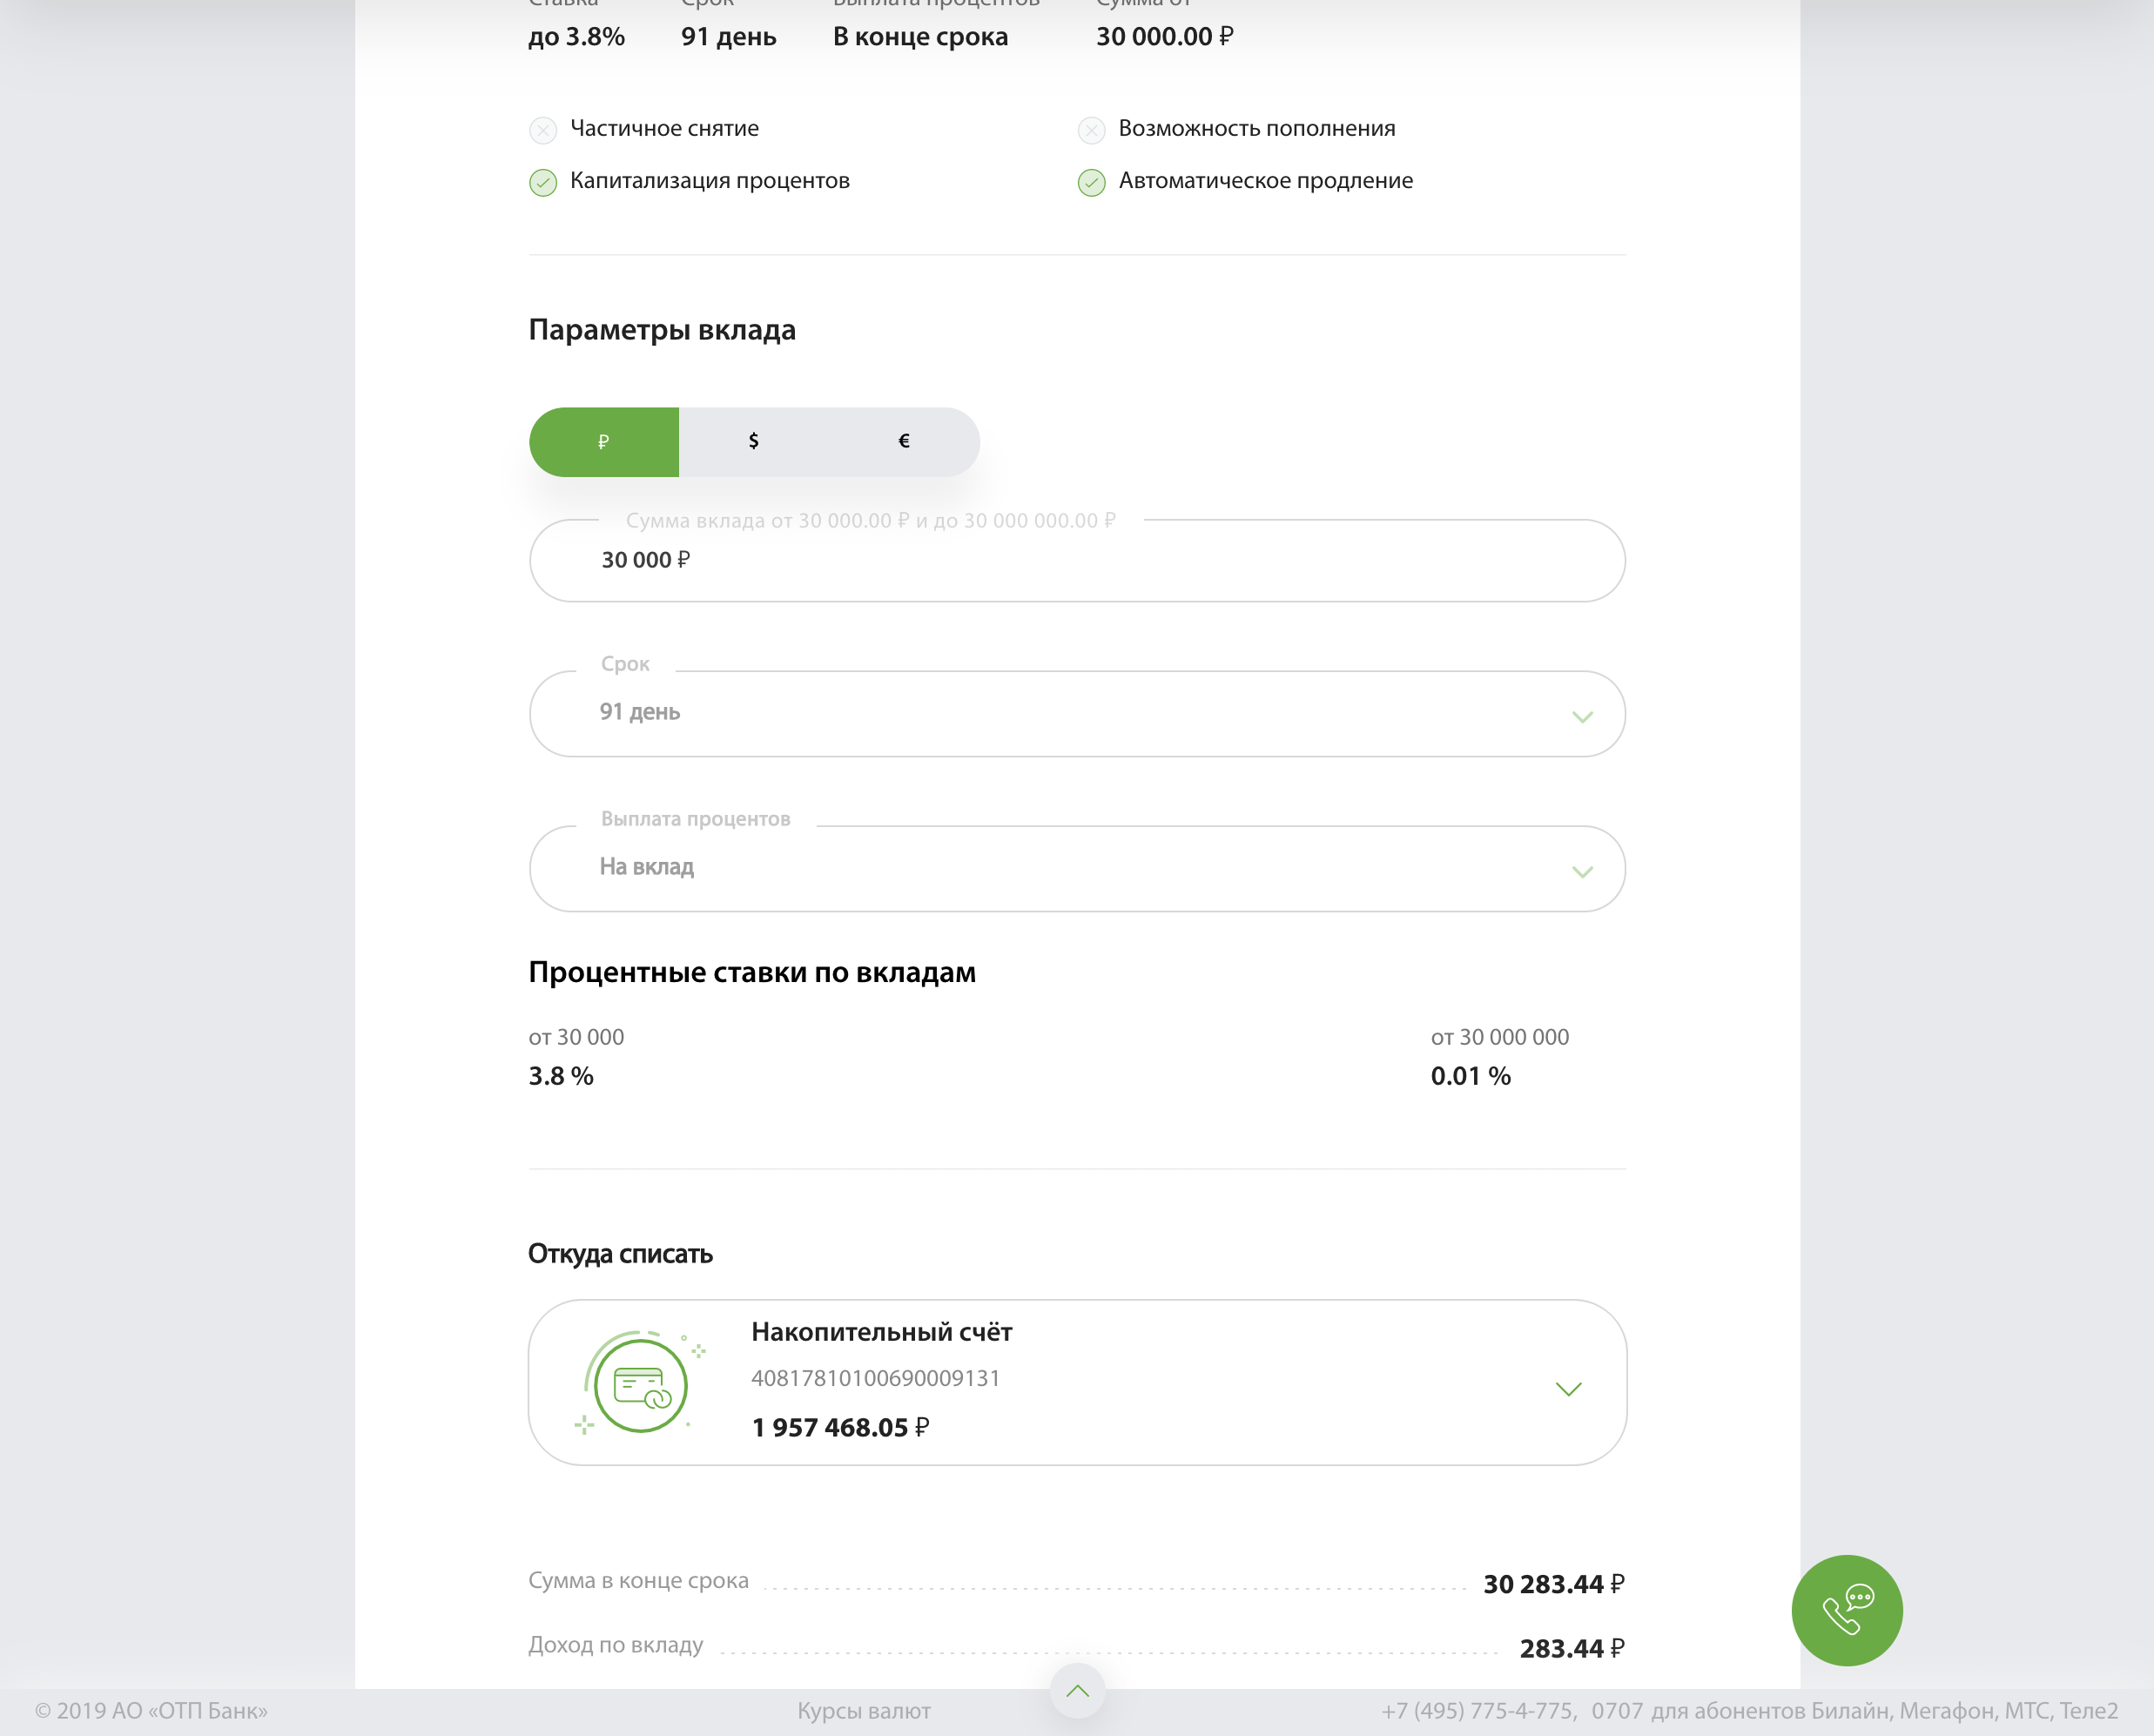 Ставка Срок Выплата процентов Сумма от
до 3.8% 91 день В конце срока 30 000.00 ₽
Частичное снятие Возможность пополнения
Капитализация процентов Автоматическое продление
Параметры вклада
₽ $ €
Сумма вклада от 30 000.00 ₽ и до 30 000 000.00 ₽
30 000 ₽
Срок
91 день
Выплата процентов
На вклад
Процентные ставки по вкладам
от 30 000 от 30 000 000
3.8 % 0.01 %
Откуда списать
Накопительный счёт
40817810100690009131
1 957 468.05 ₽
Сумма в конце срока 30 283.44 ₽
Доход по вкладу 283.44 ₽
© 2019 АО «ОТП Банк» Курсы валют +7 (495) 775-4-775, 0707 для абонентов Билайн, Мегафон, МТС, Теле2